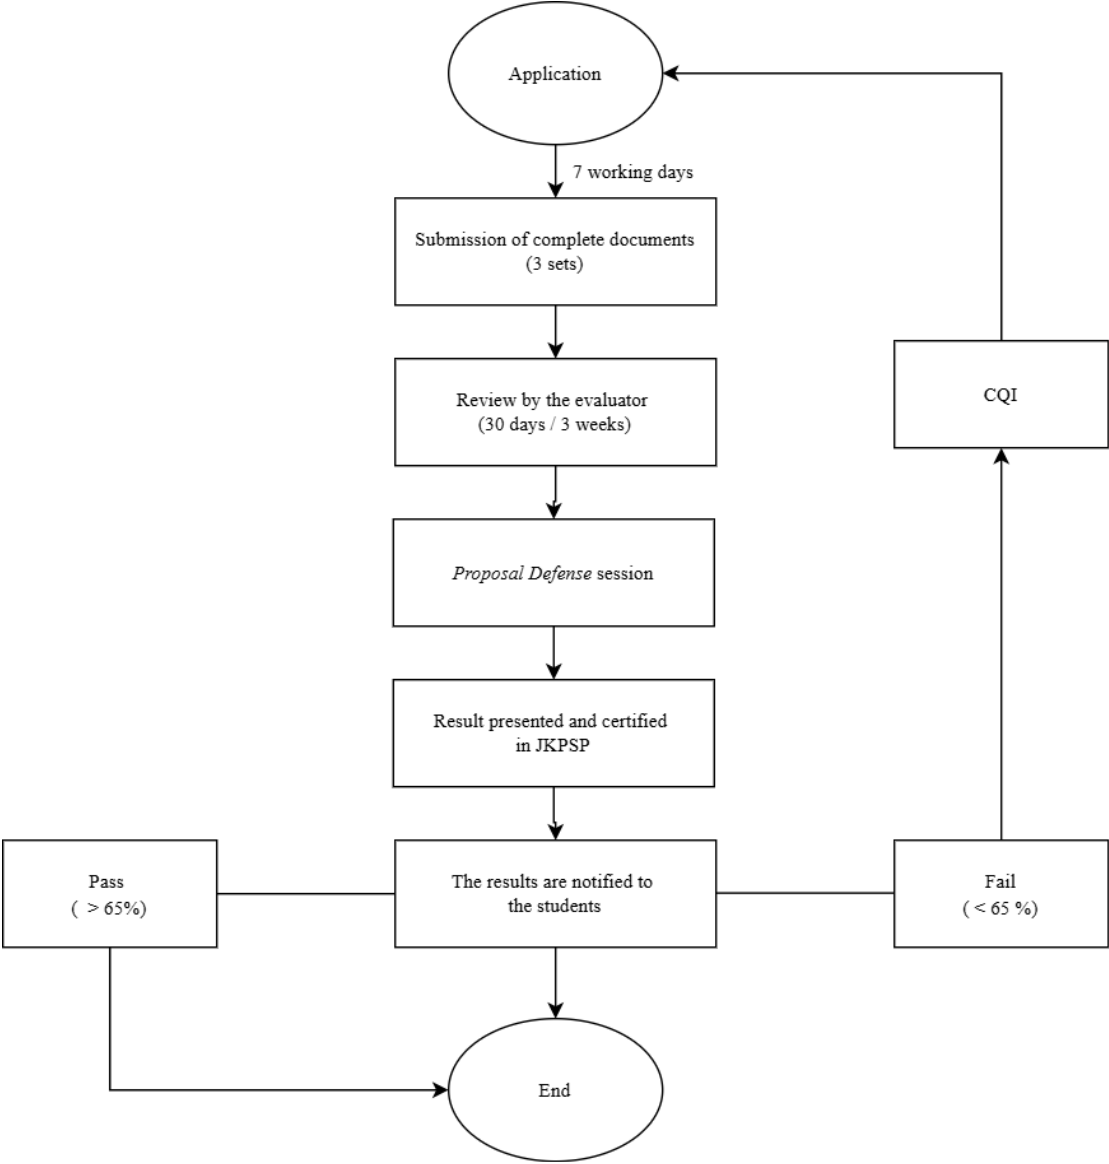 Application
7 working days
Submission of complete documents
(3 sets)
Review by the evaluator
(30 days / 3 weeks)
CQI
Proposal Defense session
Result presented and certified
in JKPSP
Pass
(  > 65%)
The results are notified to
the students
Fail
( < 65 %)
End